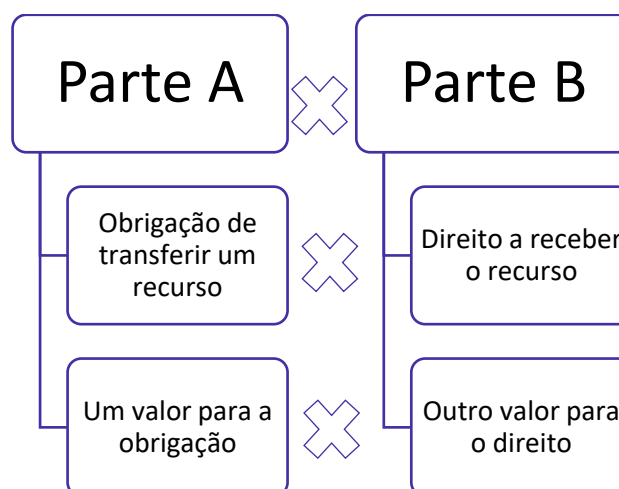 Parte A
Parte B
Obrigação de
transferir um
recurso
Direito a receber
o recurso
Um valor para a
obrigação
Outro valor para
o direito